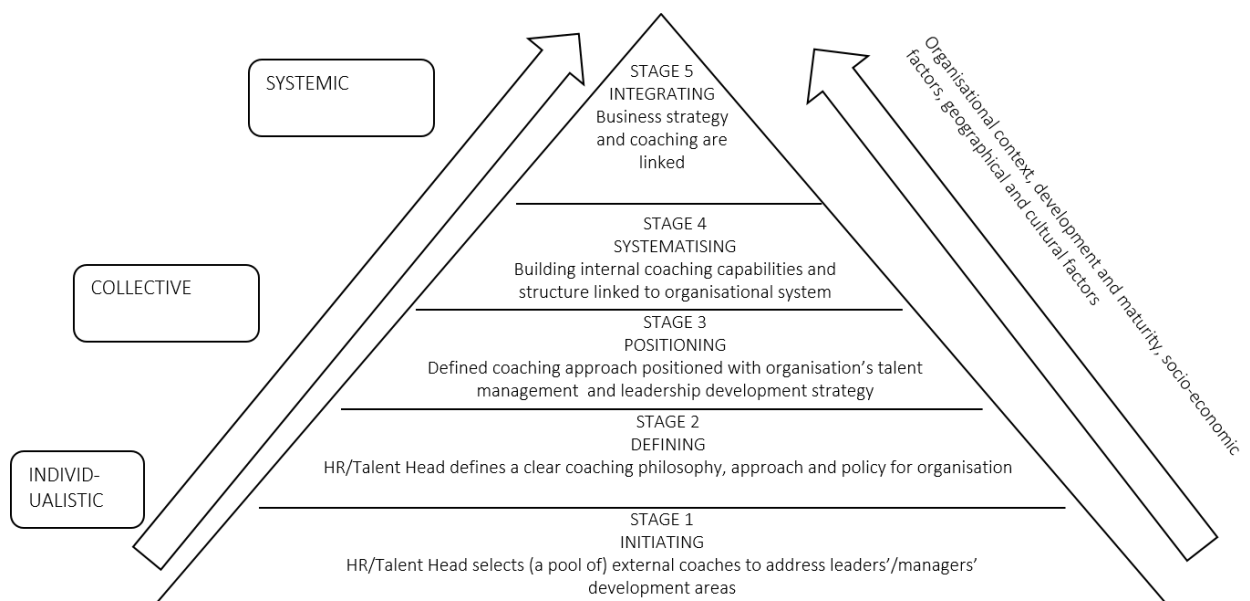 SYSTEMIC
COLLECTIVE
INDIVID-
UALISTIC
STAGE 5
INTEGRATING
Business strategy
and coaching are
linked
STAGE 4
SYSTEMATISING
Building internal coaching capabilities and
structure linked to organisational system
STAGE 3
POSITIONING
Defined coaching approach positioned with organisation’s talent
management and leadership development strategy
STAGE 2
DEFINING
HR/Talent Head defines a clear coaching philosophy, approach and policy for organisation
STAGE 1
INITIATING
HR/Talent Head selects (a pool of) external coaches to address leaders’/managers’
development areas
Organisational context, development and maturity, socio-economic
factors, geographical and cultural factors